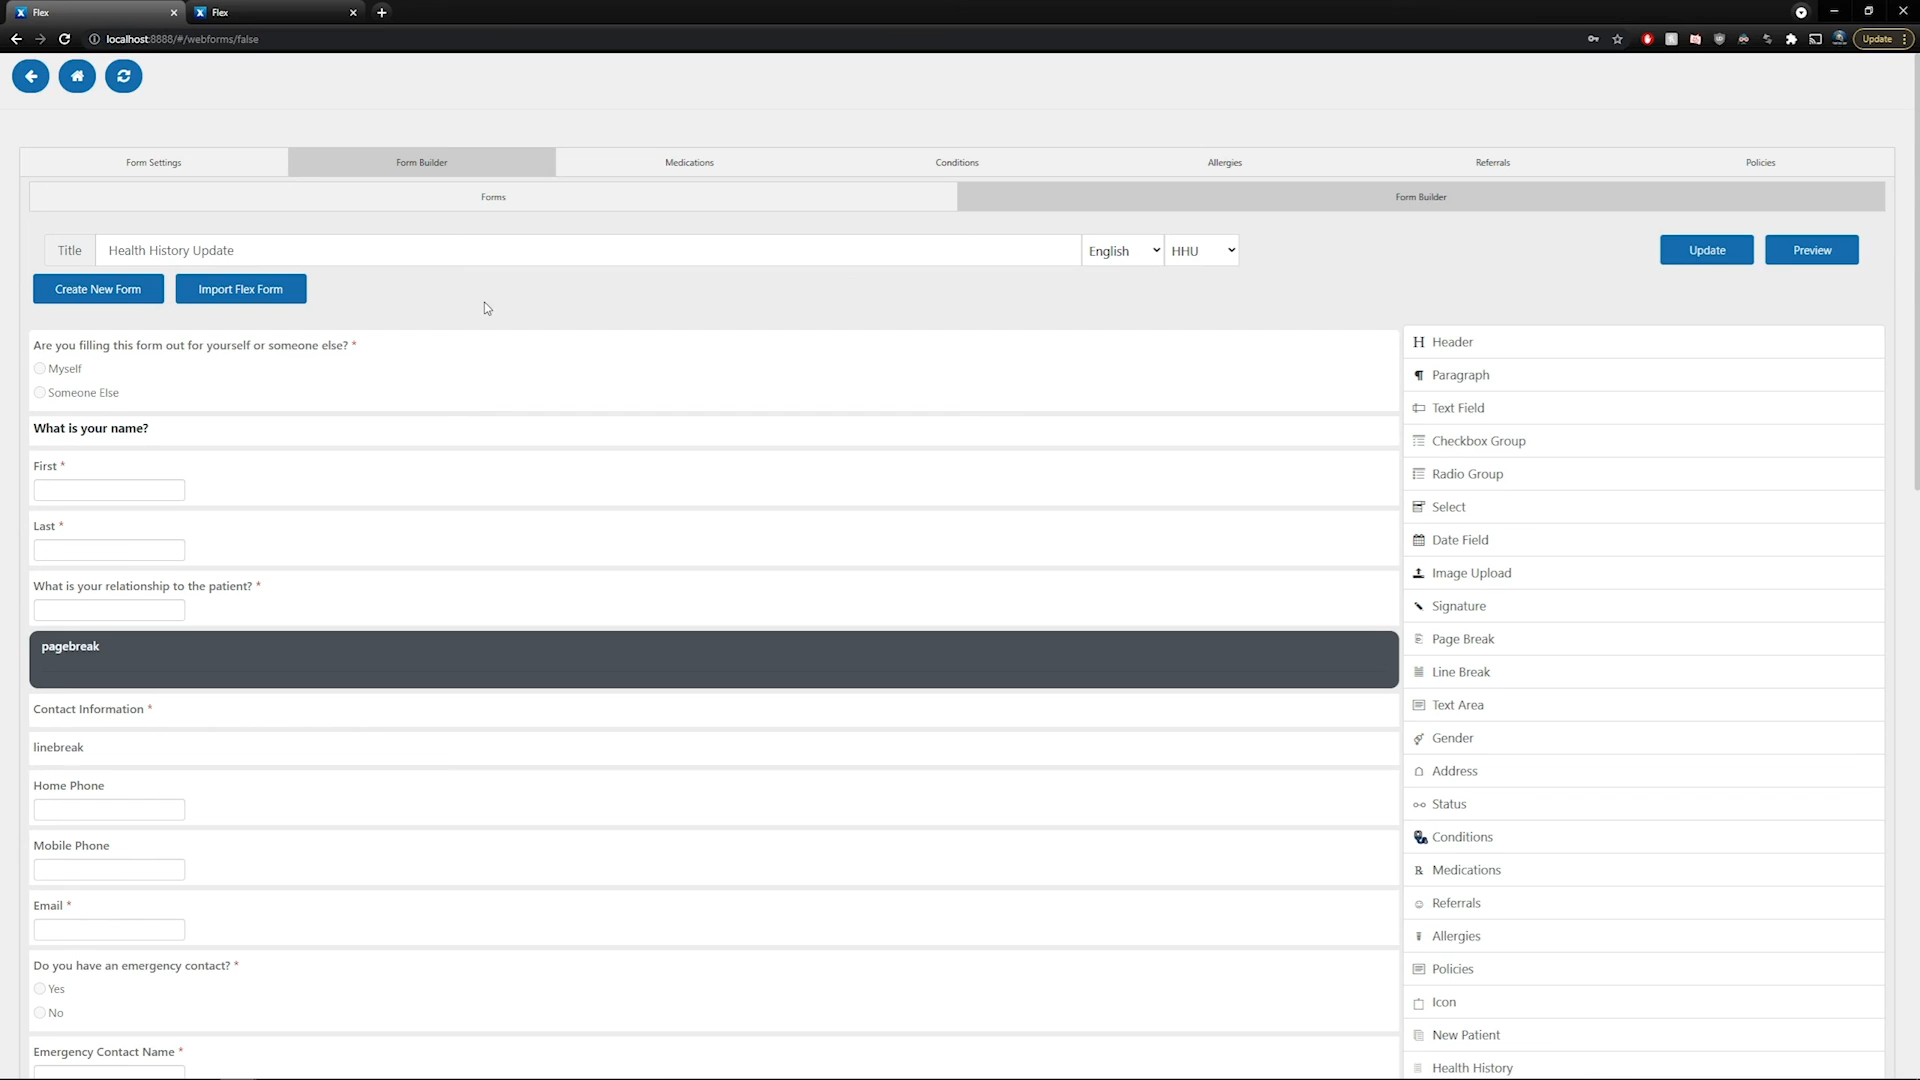 Flex
Flex
localhost:8888/#/webforms/false
Update
Form Settings
Form Builder
Medications
Conditions
Allergies
Referrals
Policies
Forms
Form Builder
Title
Health History Update
English
HHU
Update
Preview
Create New Form
Import Flex Form
Are you filling this form out for yourself or someone else? *
Myself
Someone Else
What is your name?
First *
Last *
What is your relationship to the patient? *
pagebreak
Contact Information *
linebreak
Home Phone
Mobile Phone
Email *
Do you have an emergency contact? *
Yes
No
Emergency Contact Name *
H Header
¶ Paragraph
Text Field
Checkbox Group
Radio Group
Select
Date Field
Image Upload
Signature
Page Break
Line Break
Text Area
Gender
Address
Status
Conditions
℞ Medications
Referrals
Allergies
Policies
Icon
New Patient
Health History